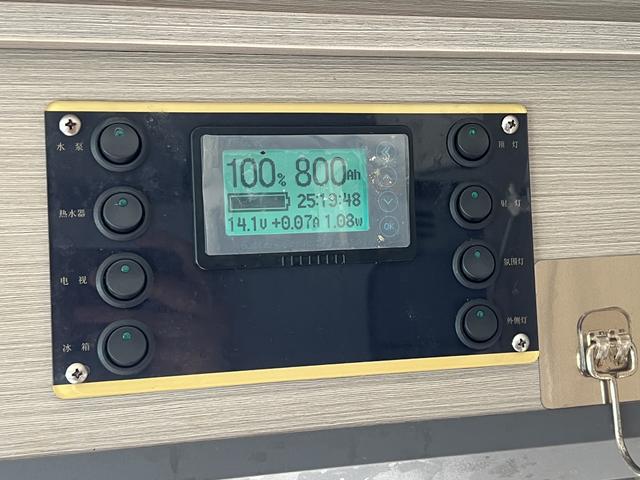 水泵
热水器
电视
冰箱
100% 800Ah
25:19:48
14.1V +0.07A 1.08W
OK
顶灯
射灯
氛围灯
外侧灯